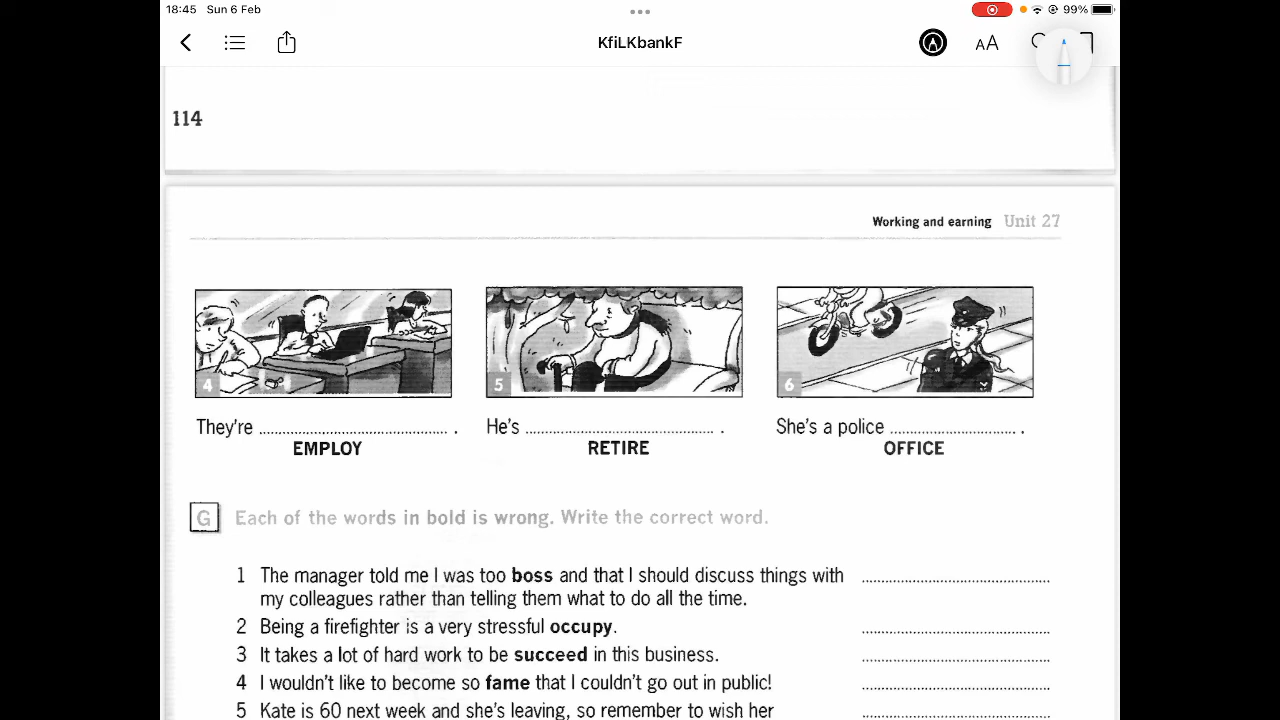 18:45 Sun 6 Feb
99%
KfiLKbankF
AA
114
Working and earning Unit 27
4
5
6
They're ............................................ .
He's ............................................ .
She's a police .............................. .
EMPLOY
RETIRE
OFFICE
G Each of the words in bold is wrong. Write the correct word.
1 The manager told me I was too boss and that I should discuss things with ............................................
my colleagues rather than telling them what to do all the time.
2 Being a firefighter is a very stressful occupy. ............................................
3 It takes a lot of hard work to be succeed in this business. ............................................
4 I wouldn't like to become so fame that I couldn't go out in public! ............................................
5 Kate is 60 next week and she's leaving, so remember to wish her ............................................